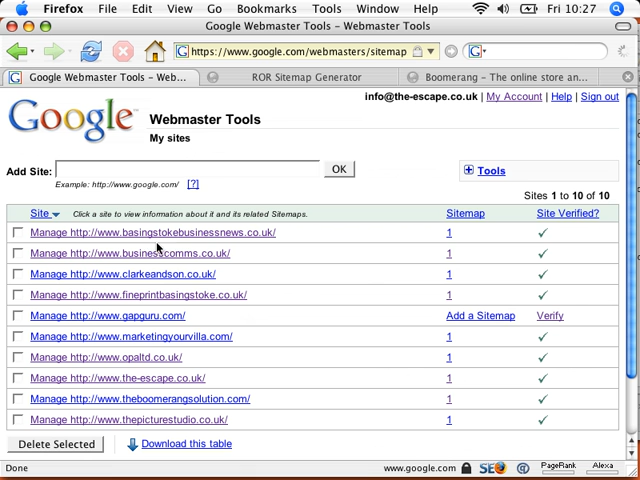 Firefox File Edit View Go Bookmarks Tools Window Help Fri 10:27
Google Webmaster Tools – Webmaster Tools
G https://www.google.com/webmasters/sitemap
G Google Webmaster Tools – Web... ROR Sitemap Generator Boomerang – The online store an...
info@the-escape.co.uk | My Account | Help | Sign out
Google
Webmaster Tools
My sites
Add Site: OK
Example: http://www.google.com/ [?]
Tools
Sites 1 to 10 of 10
Site Click a site to view information about it and its related Sitemaps. Sitemap Site Verified?
Manage http://www.basingstokebusinessnews.co.uk/ 1
Manage http://www.businesscomms.co.uk/ 1
Manage http://www.clarkeandson.co.uk/ 1
Manage http://www.fineprintbasingstoke.co.uk/ 1
Manage http://www.gapguru.com/ Add a Sitemap Verify
Manage http://www.marketingyourvilla.com/ 1
Manage http://www.opaltd.co.uk/ 1
Manage http://www.the-escape.co.uk/ 1
Manage http://www.theboomerangsolution.com/ 1
Manage http://www.thepicturestudio.co.uk/ 1
Delete Selected Download this table
Done www.google.com SEO @ PageRank Alexa